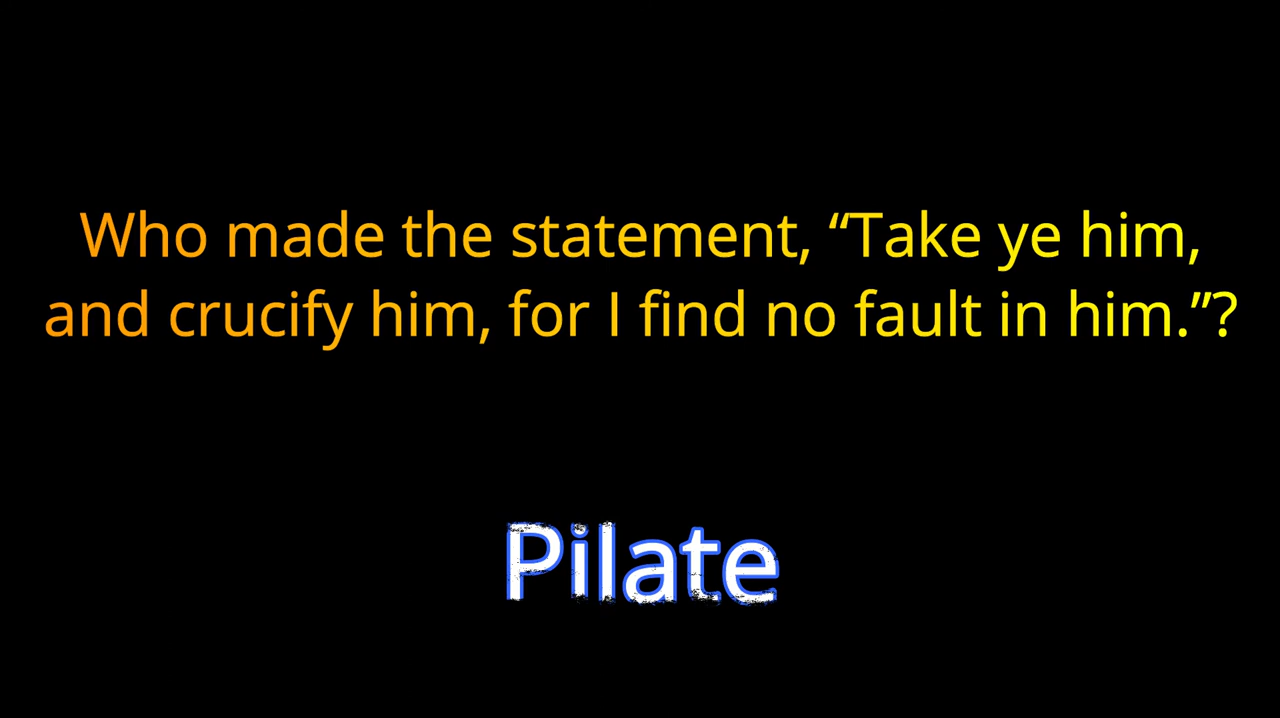 Who made the statement, “Take ye him,
and crucify him, for I find no fault in him.”?
Pilate